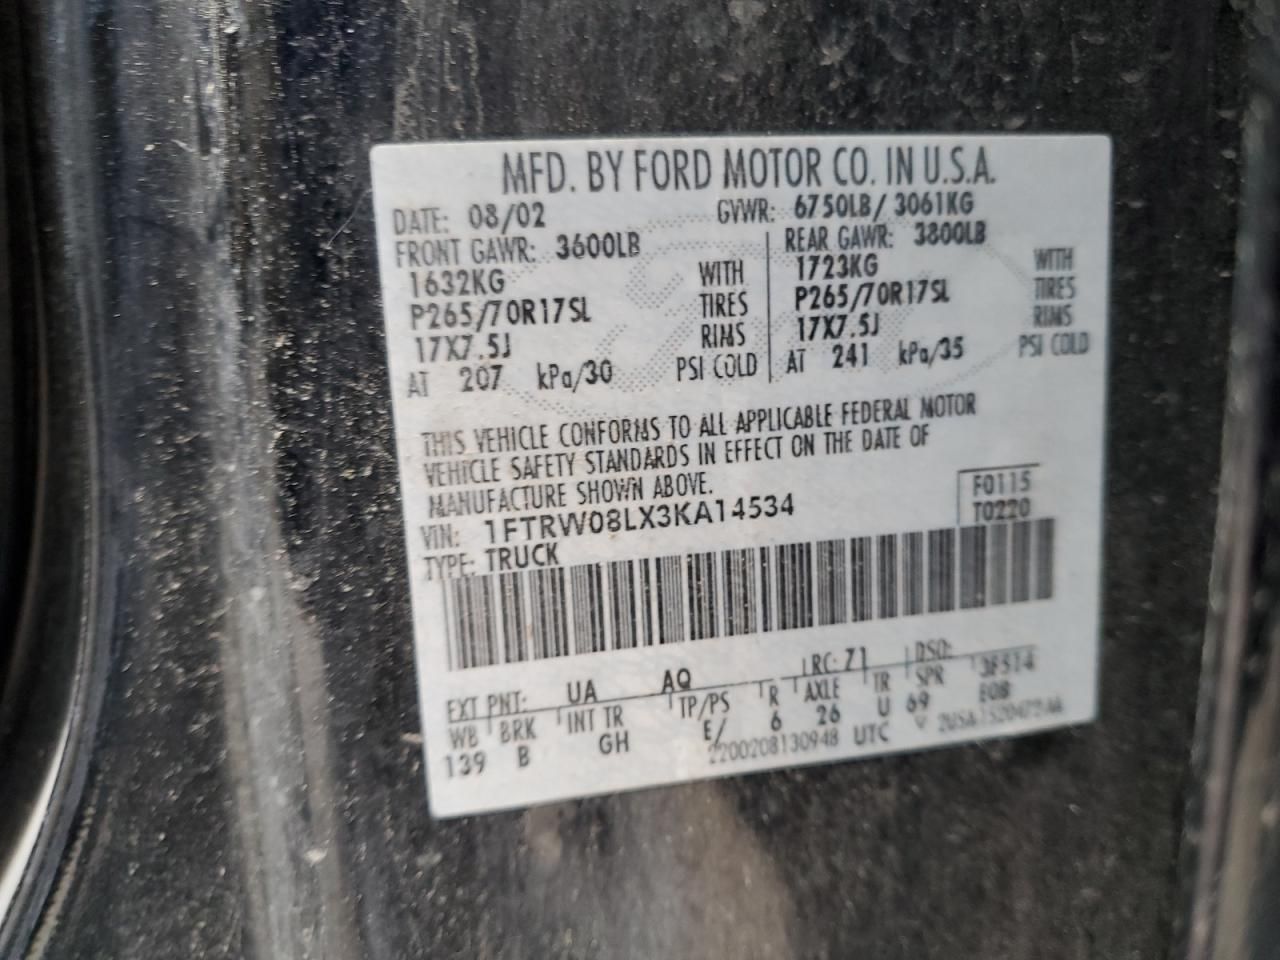 MFD. BY FORD MOTOR CO. IN U.S.A.
DATE: 08/02 GVWR: 6750LB/ 3061KG
FRONT GAWR: 3600LB REAR GAWR: 3800LB
1632KG WITH 1723KG WITH
P265/70R17SL TIRES P265/70R17SL TIRES
17X7.5J RIMS 17X7.5J RIMS
AT 207 kPa/30 PSI COLD AT 241 kPa/35 PSI COLD
THIS VEHICLE CONFORMS TO ALL APPLICABLE FEDERAL MOTOR
VEHICLE SAFETY STANDARDS IN EFFECT ON THE DATE OF
MANUFACTURE SHOWN ABOVE.
F0115
VIN: 1FTRW08LX3KA14534 T0220
TYPE: TRUCK
EXT PNT: UA AQ RC: 71 DSO:
WB BRK INT TR TP/PS R AXLE TR SPR 3F514
139 B GH E/ 6 26 U 69 E08
2200208130948 UTC